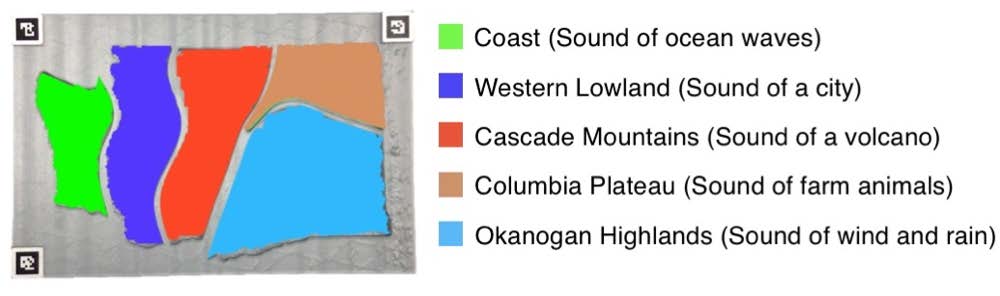 Coast (Sound of ocean waves)
Western Lowland (Sound of a city)
Cascade Mountains (Sound of a volcano)
Columbia Plateau (Sound of farm animals)
Okanogan Highlands (Sound of wind and rain)